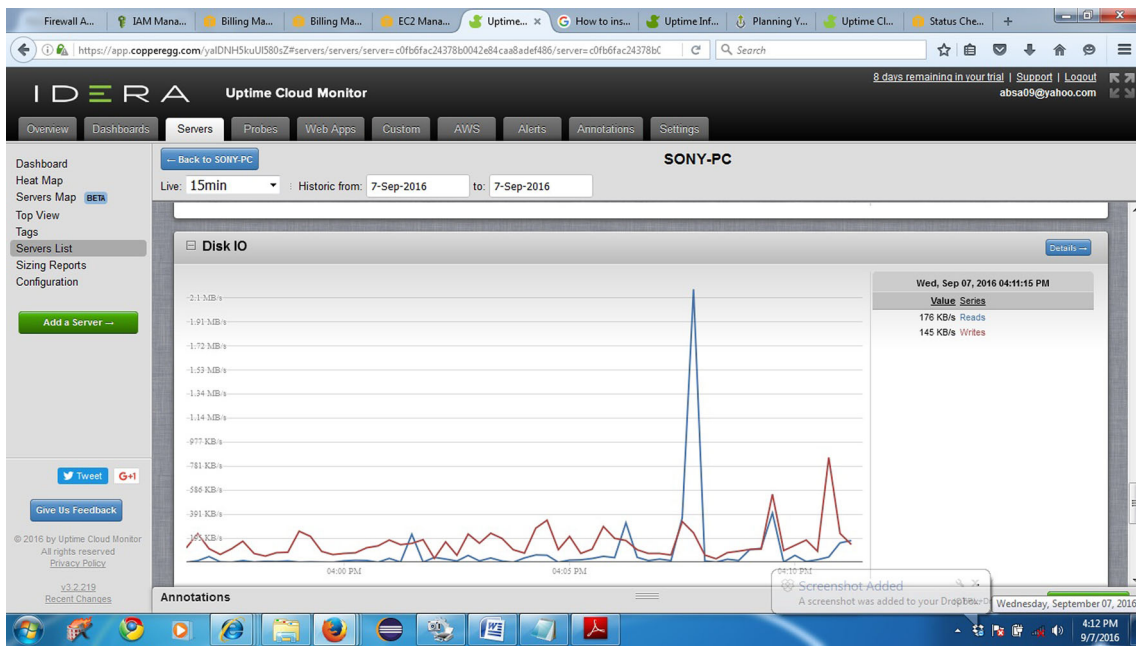 Firewall A... IAM Mana... Billing Ma... Billing Ma... EC2 Mana... Uptime... × How to ins... Uptime Inf... Planning Y... Uptime Cl... Status Che... +
https://app.copperegg.com/yalDNH5kuUI580sZ#servers/servers/server=c0fb6fac24378b0042e84caa8adef486/server=c0fb6fac24378b0 Search
8 days remaining in your trial | Support | Logout
IDERA Uptime Cloud Monitor
absa09@yahoo.com
Overview Dashboards Servers Probes Web Apps Custom AWS Alerts Annotations Settings
← Back to SONY-PC SONY-PC
Live: 15min Historic from: 7-Sep-2016 to: 7-Sep-2016
Dashboard
Heat Map
Servers Map BETA
Top View
Tags
Servers List
Sizing Reports
Configuration
Add a Server →
Disk IO Details →
2.1 MB/s
1.91 MB/s
1.72 MB/s
1.53 MB/s
1.34 MB/s
1.14 MB/s
977 KB/s
781 KB/s
586 KB/s
391 KB/s
195 KB/s
04:00 PM 04:05 PM 04:10 PM
Wed, Sep 07, 2016 04:11:15 PM
Value Series
176 KB/s Reads
145 KB/s Writes
Tweet G+1
Give Us Feedback
© 2016 by Uptime Cloud Monitor
All rights reserved
Privacy Policy
v3.2.219
Recent Changes
Annotations
Screenshot Added
A screenshot was added to your
Wednesday, September 07, 2016
4:12 PM
9/7/2016